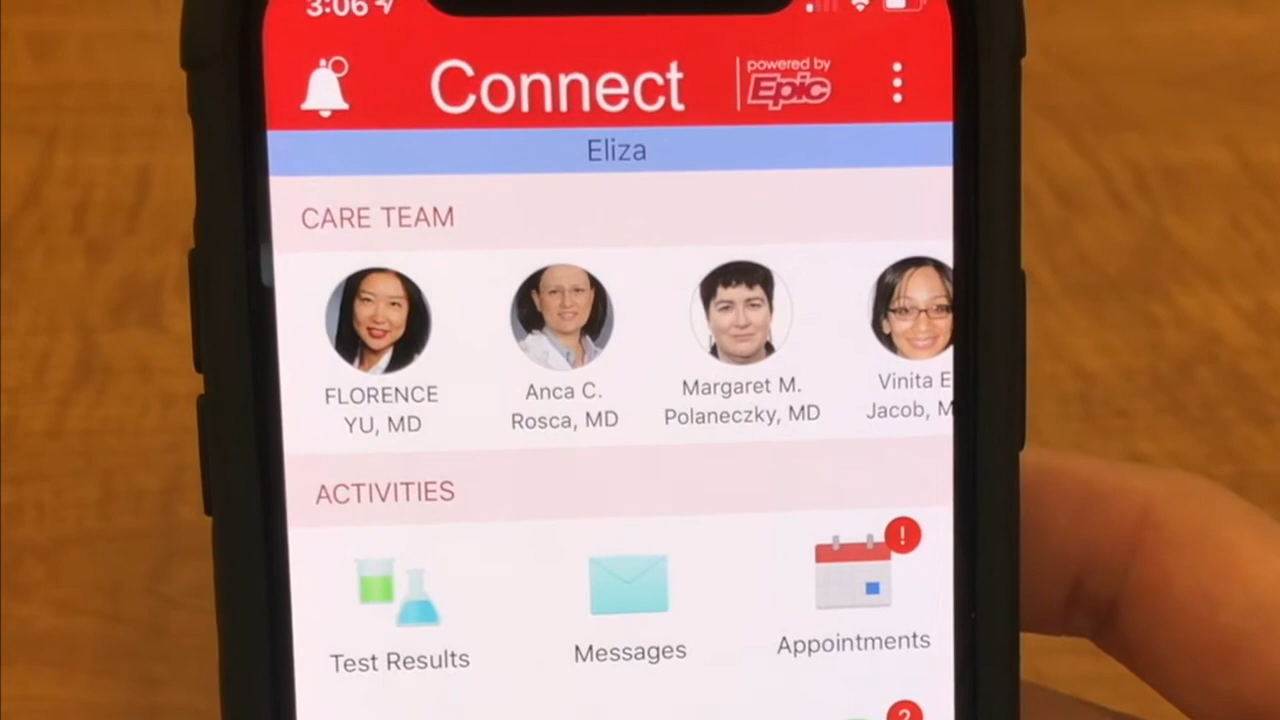 3:06
Connect
powered by
Epic
Eliza
CARE TEAM
FLORENCE
YU, MD
Anca C.
Rosca, MD
Margaret M.
Polaneczky, MD
Vinita E
Jacob, M
ACTIVITIES
!
Test Results
Messages
Appointments
2